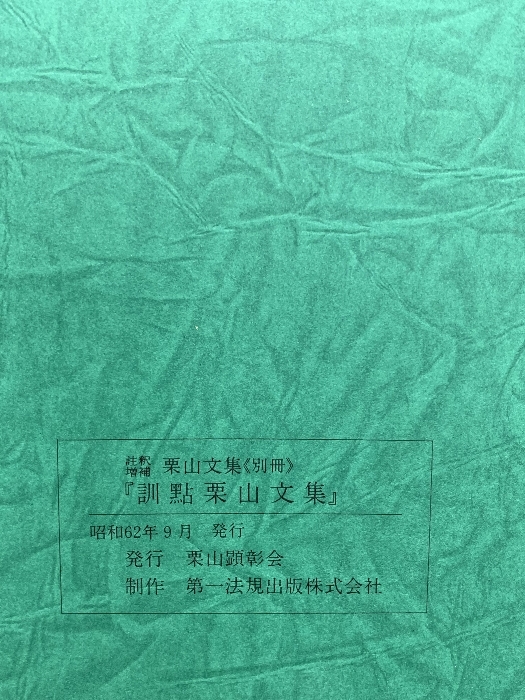 註釈増補 栗山文集《別冊》
『訓點栗山文集』
昭和62年9月 発行
発行 栗山顕彰会
制作 第一法規出版株式会社